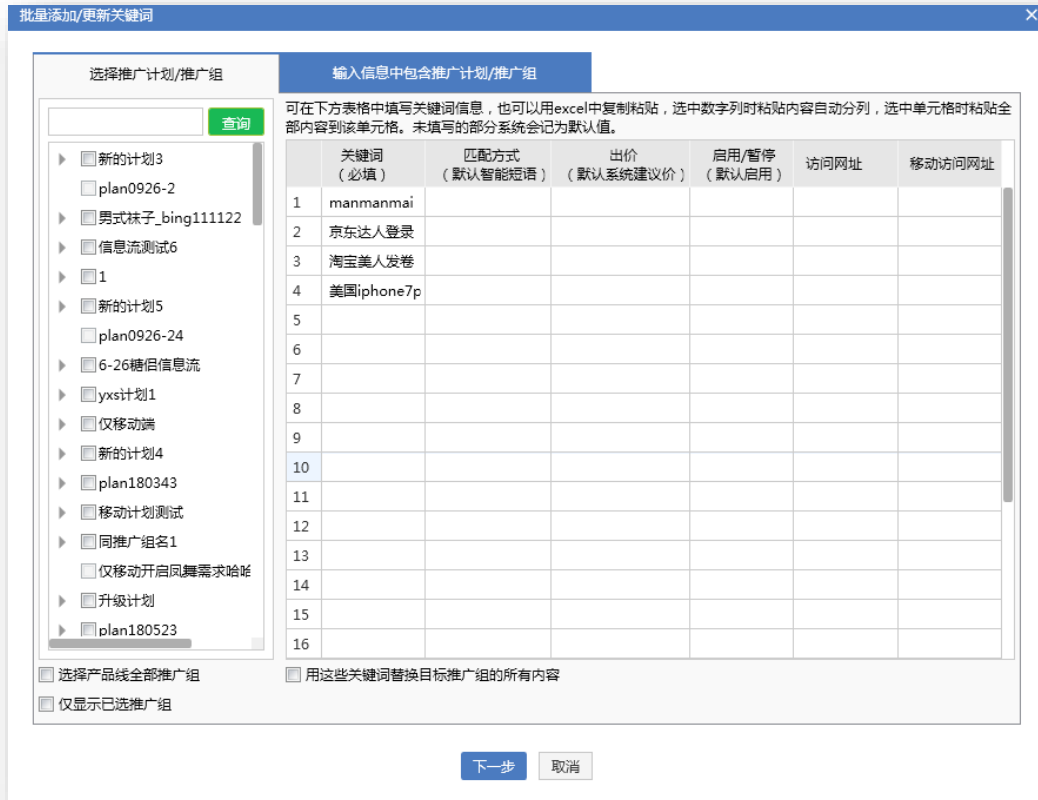 批量添加/更新关键词
选择推广计划/推广组
输入信息中包含推广计划/推广组
查询
新的计划3
plan0926-2
男式袜子_bing111122
信息流测试6
1
新的计划5
plan0926-24
6-26糖侣信息流
yxs计划1
仅移动端
新的计划4
plan180343
移动计划测试
同推广组名1
仅移动开启凤舞需求哈哈
升级计划
plan180523
选择产品线全部推广组
仅显示已选推广组
可在下方表格中填写关键词信息，也可以用excel中复制粘贴，选中数字列时粘贴内容自动分列，选中单元格时粘贴全
部内容到该单元格。未填写的部分系统会记为默认值。
关键词 匹配方式 出价 启用/暂停 访问网址 移动访问网址
（必填） （默认智能短语） （默认系统建议价） （默认启用）
1 manmanmai
2 京东达人登录
3 淘宝美人发卷
4 美国iphone7p
5
6
7
8
9
10
11
12
13
14
15
16
用这些关键词替换目标推广组的所有内容
下一步
取消